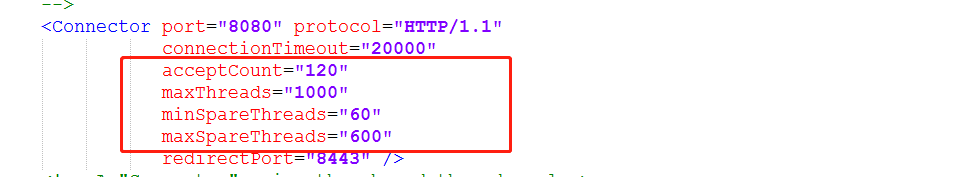 -->
<Connector port="8080" protocol="HTTP/1.1"
connectionTimeout="20000"
acceptCount="120"
maxThreads="1000"
minSpareThreads="60"
maxSpareThreads="600"
redirectPort="8443" />